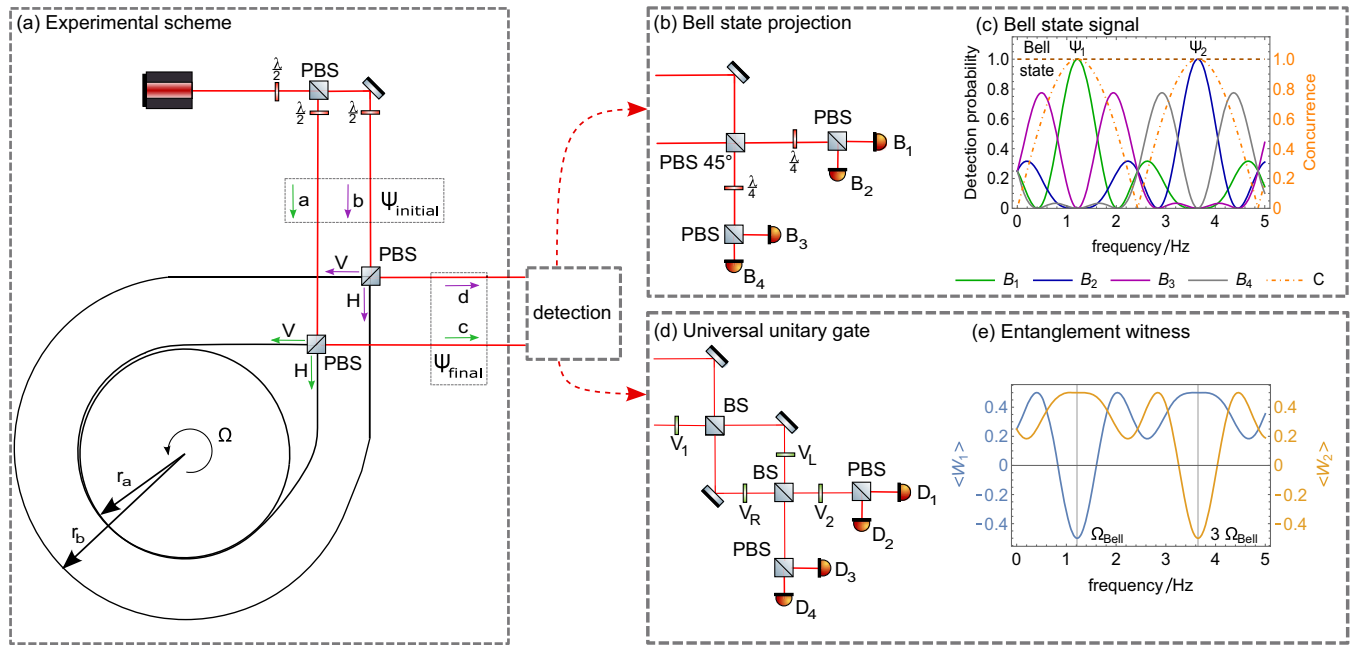 (a) Experimental scheme
λ/2
PBS
λ/2
λ/2
a
b
Ψinitial
PBS
V
H
d
V
c
H
PBS
Ψfinal
Ω
ra
rb
detection
(b) Bell state projection
PBS
B1
PBS 45°
λ/4
B2
λ/4
PBS
B3
B4
(c) Bell state signal
Bell state
Ψ1
Ψ2
Detection probability
1.0
0.8
0.6
0.4
0.2
0.0
Concurrence
1.0
0.8
0.6
0.4
0.2
0
0 1 2 3 4 5
frequency/Hz
B1 B2 B3 B4 C
(d) Universal unitary gate
BS
V1
VL
BS
PBS
D1
VR
V2
D2
PBS
D3
D4
(e) Entanglement witness
<W1>
0.4
0.2
0
−0.2
−0.4
<W2>
0.4
0.2
0
−0.2
−0.4
ΩBell
3 ΩBell
0 1 2 3 4 5
frequency/Hz